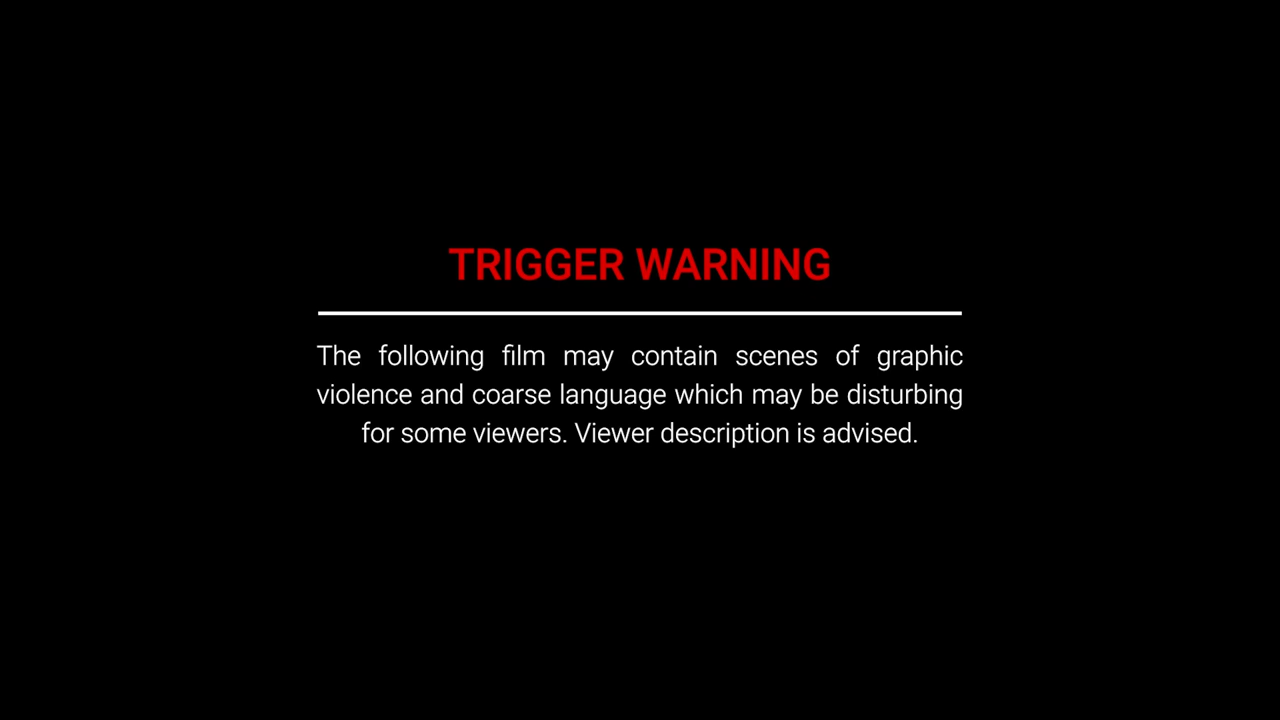 TRIGGER WARNING
The following film may contain scenes of graphic
violence and coarse language which may be disturbing
for some viewers. Viewer description is advised.